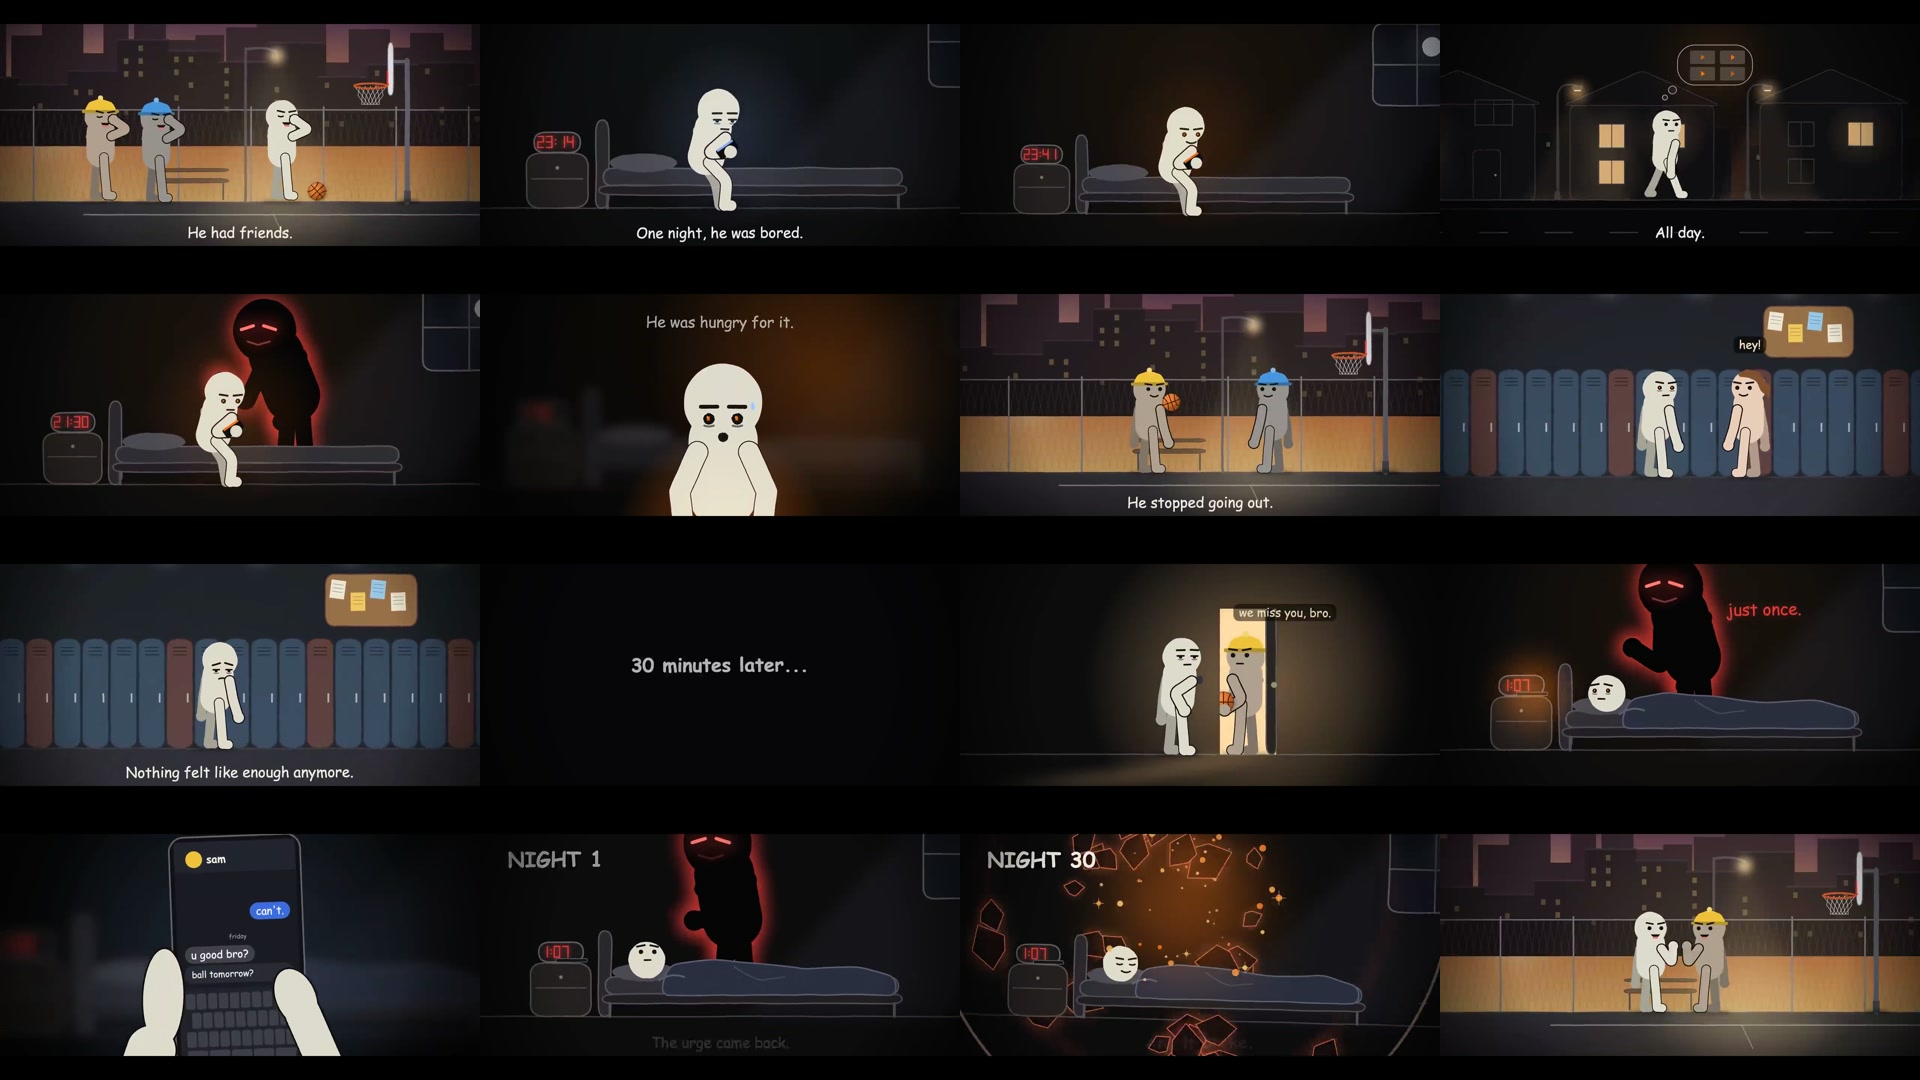 He had friends.
23:14
One night, he was bored.
23:41
All day.
21:30
He was hungry for it.
He stopped going out.
hey!
Nothing felt like enough anymore.
30 minutes later...
we miss you, bro.
just once.
1:07
sam
can't.
friday
u good bro?
ball tomorrow?
NIGHT 1
1:07
The urge came back.
NIGHT 30
1:07